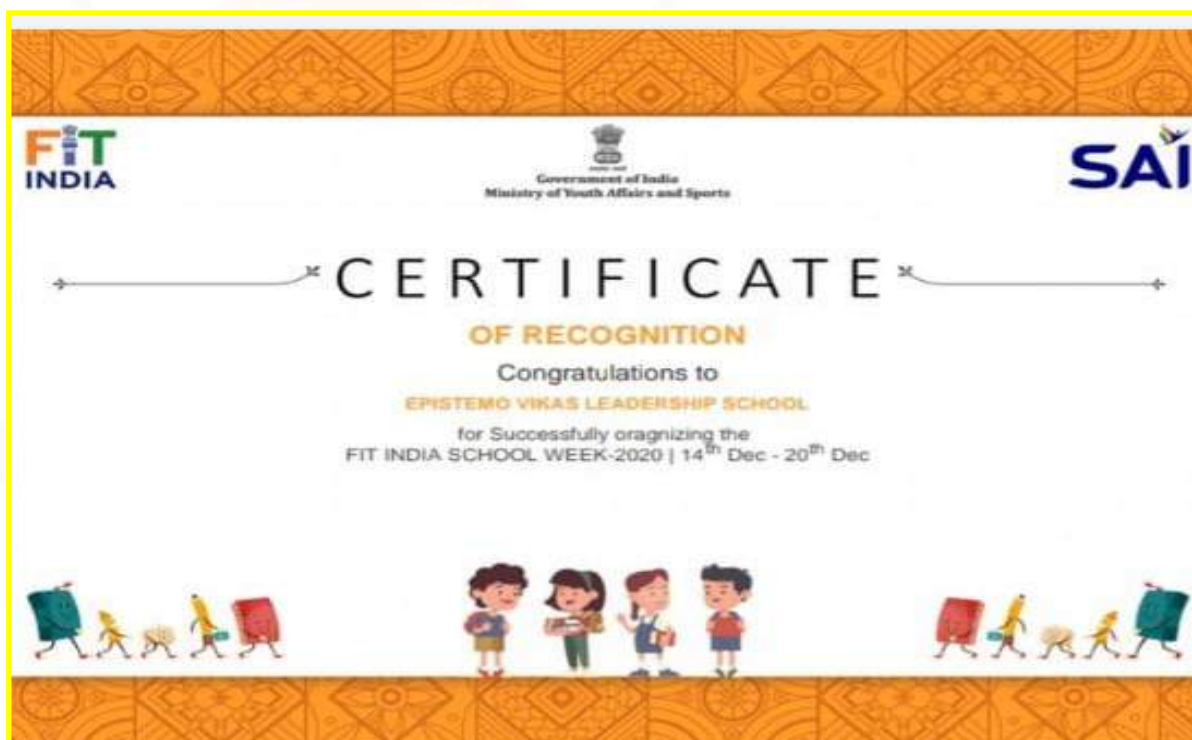 FIT
INDIA
Government of India
Ministry of Youth Affairs and Sports
SAI
CERTIFICATE
OF RECOGNITION
Congratulations to
EPISTEMO VIKAS LEADERSHIP SCHOOL
for Successfully oragnizing the
FIT INDIA SCHOOL WEEK-2020 | 14th Dec - 20th Dec